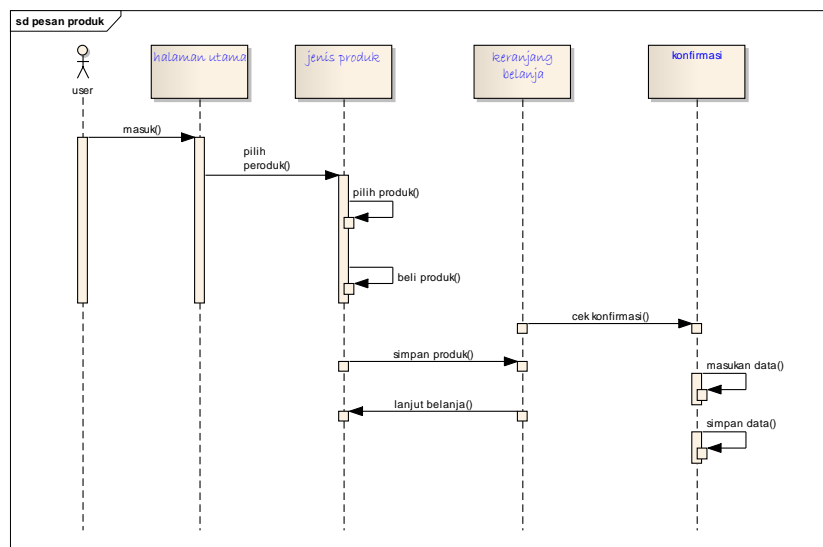 sd pesan produk
user
halaman utama
jenis produk
keranjang
belanja
konfirmasi
masuk()
pilih
peroduk()
pilih produk()
beli produk()
cek konfirmasi()
simpan produk()
masukan data()
lanjut belanja()
simpan data()